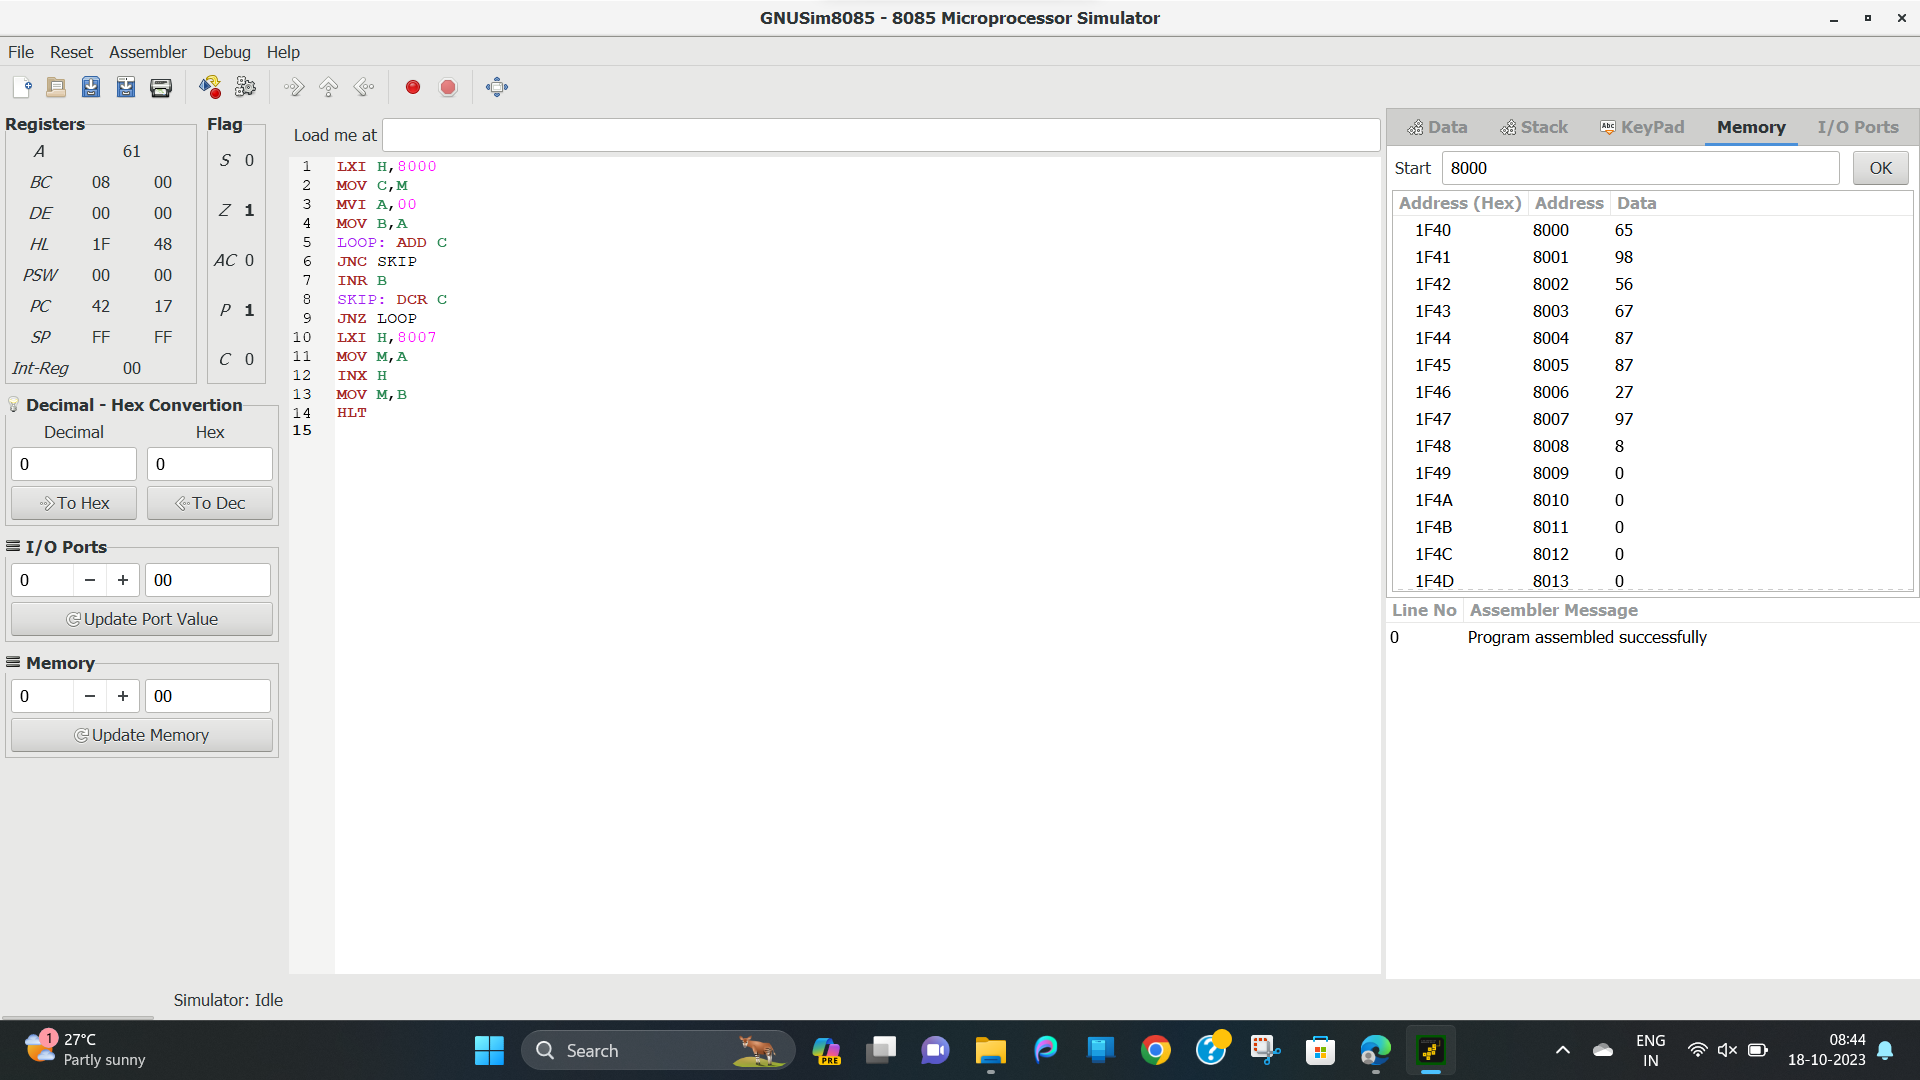 GNUSim8085 - 8085 Microprocessor Simulator
File Reset Assembler Debug Help
Registers
A 61
BC 08 00
DE 00 00
HL 1F 48
PSW 00 00
PC 42 17
SP FF FF
Int-Reg 00
Flag
S 0
Z 1
AC 0
P 1
C 0
Decimal - Hex Convertion
Decimal Hex
0 0
To Hex To Dec
I/O Ports
0 − + 00
Update Port Value
Memory
0 − + 00
Update Memory
Load me at
1 LXI H,8000
2 MOV C,M
3 MVI A,00
4 MOV B,A
5 LOOP: ADD C
6 JNC SKIP
7 INR B
8 SKIP: DCR C
9 JNZ LOOP
10 LXI H,8007
11 MOV M,A
12 INX H
13 MOV M,B
14 HLT
15
Data Stack Abc KeyPad Memory I/O Ports
Start 8000 OK
Address (Hex) Address Data
1F40 8000 65
1F41 8001 98
1F42 8002 56
1F43 8003 67
1F44 8004 87
1F45 8005 87
1F46 8006 27
1F47 8007 97
1F48 8008 8
1F49 8009 0
1F4A 8010 0
1F4B 8011 0
1F4C 8012 0
1F4D 8013 0
Line No Assembler Message
0 Program assembled successfully
Simulator: Idle
1
27°C
Partly sunny
Search
PRE
ENG
IN
08:44
18-10-2023